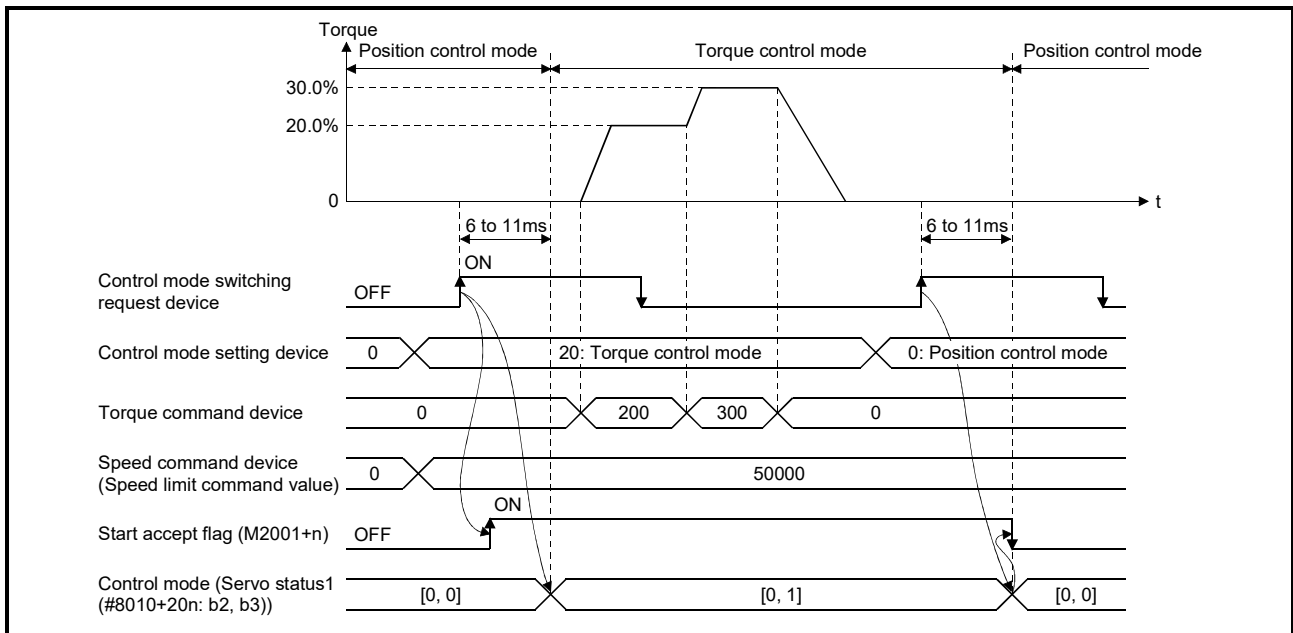 Torque
Position control mode
Torque control mode
Position control mode
30.0%
20.0%
0
t
6 to 11ms
6 to 11ms
ON
Control mode switching
request device
OFF
Control mode setting device
0
20: Torque control mode
0: Position control mode
Torque command device
0
200
300
0
Speed command device
(Speed limit command value)
0
50000
ON
Start accept flag (M2001+n)
OFF
Control mode (Servo status1
(#8010+20n: b2, b3))
[0, 0]
[0, 1]
[0, 0]